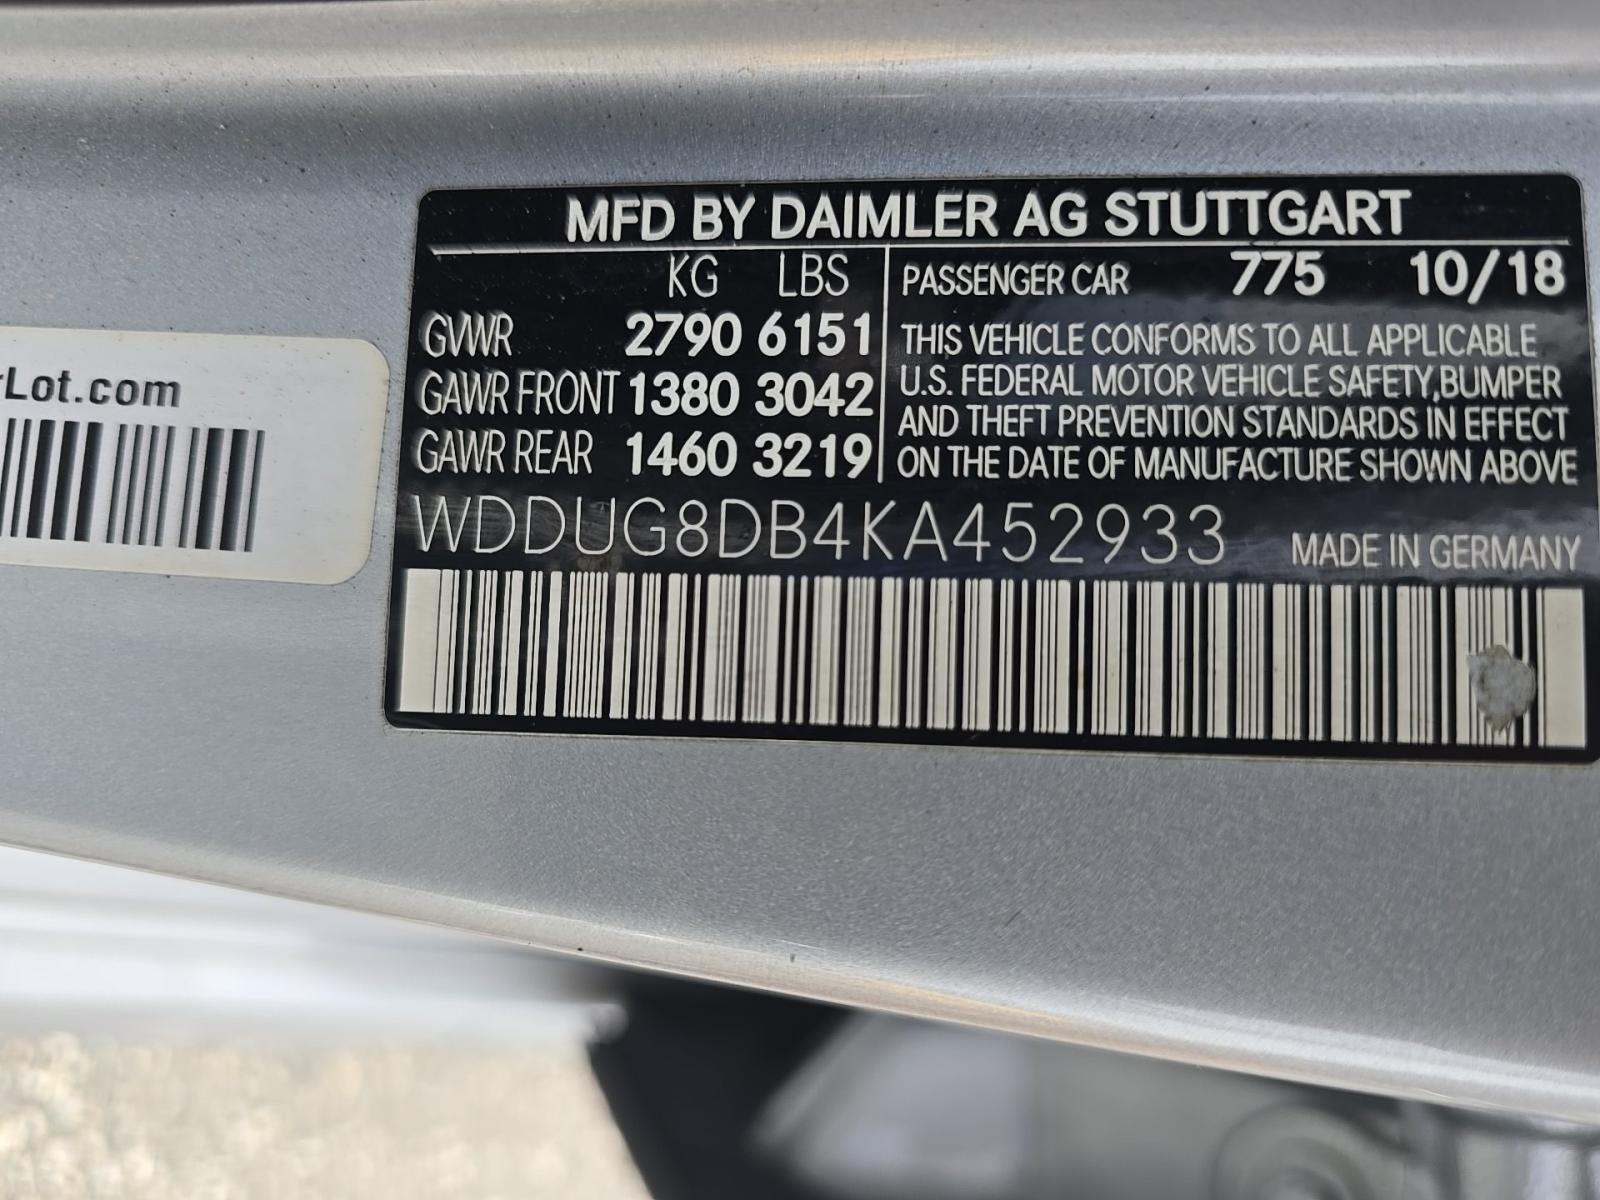 MFD BY DAIMLER AG STUTTGART
KG LBS
GVWR 2790 6151
GAWR FRONT 1380 3042
GAWR REAR 1460 3219
PASSENGER CAR 775 10/18
THIS VEHICLE CONFORMS TO ALL APPLICABLE
U.S. FEDERAL MOTOR VEHICLE SAFETY,BUMPER
AND THEFT PREVENTION STANDARDS IN EFFECT
ON THE DATE OF MANUFACTURE SHOWN ABOVE
WDDUG8DB4KA452933 MADE IN GERMANY
rLot.com